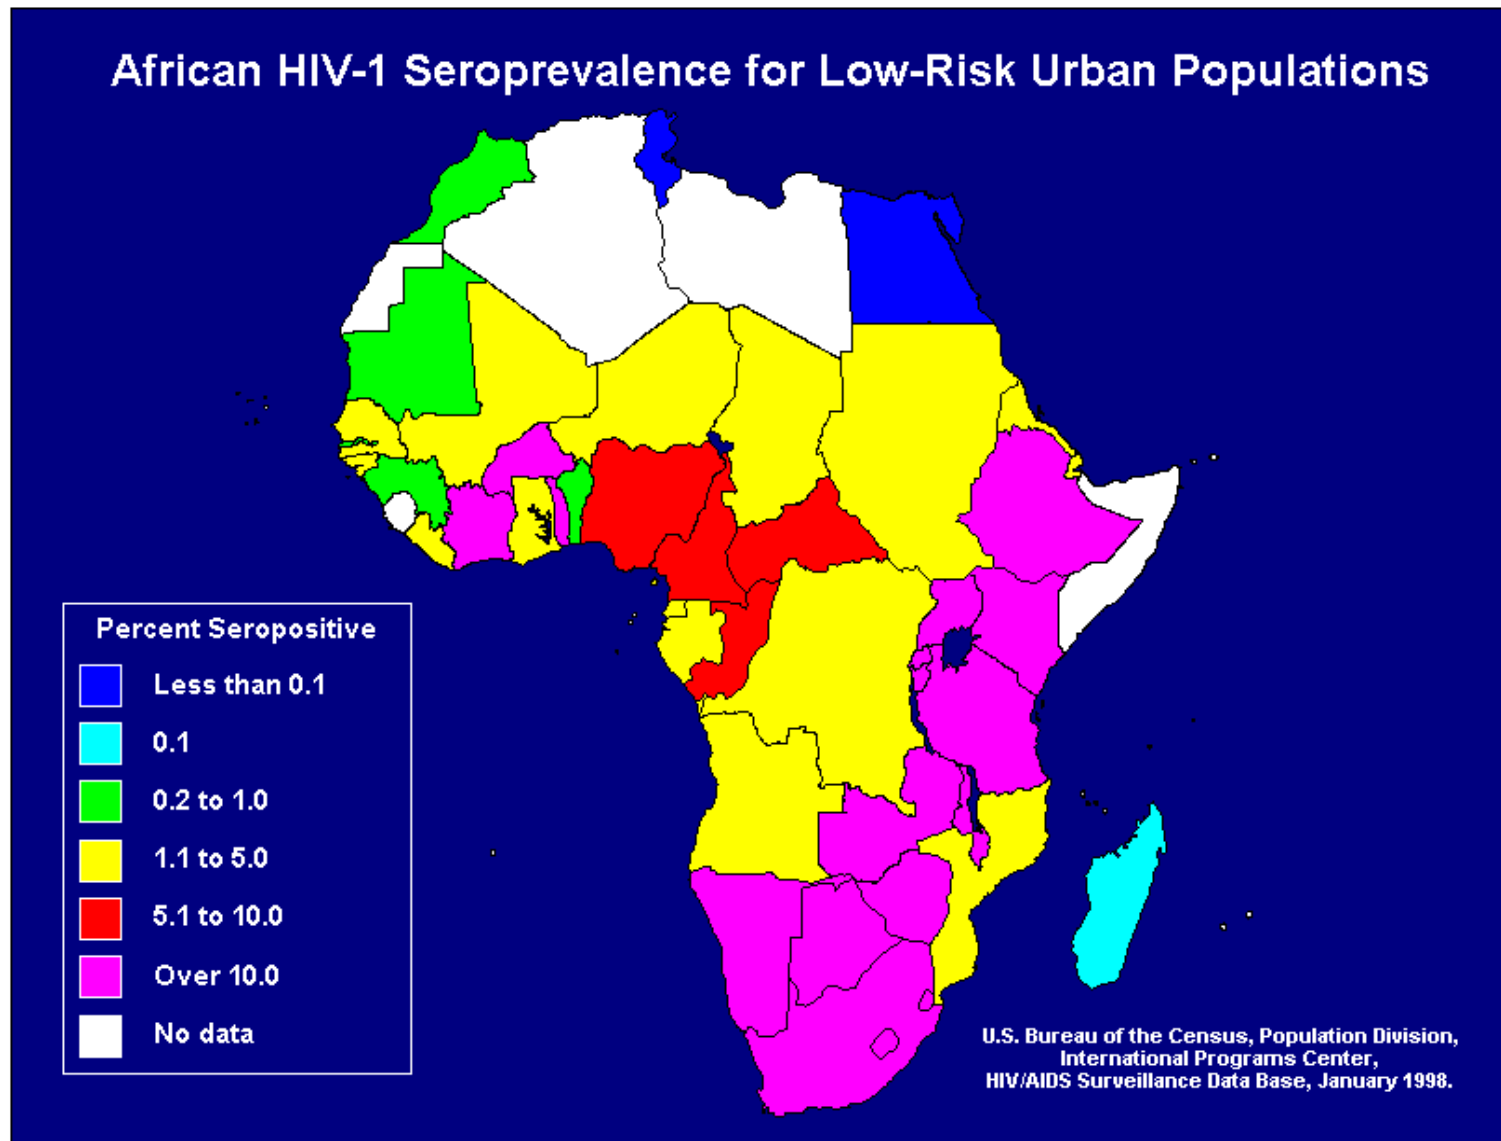 African HIV-1 Seroprevalence for Low-Risk Urban Populations
Percent Seropositive
Less than 0.1
0.1
0.2 to 1.0
1.1 to 5.0
5.1 to 10.0
Over 10.0
No data
U.S. Bureau of the Census, Population Division,
International Programs Center,
HIV/AIDS Surveillance Data Base, January 1998.